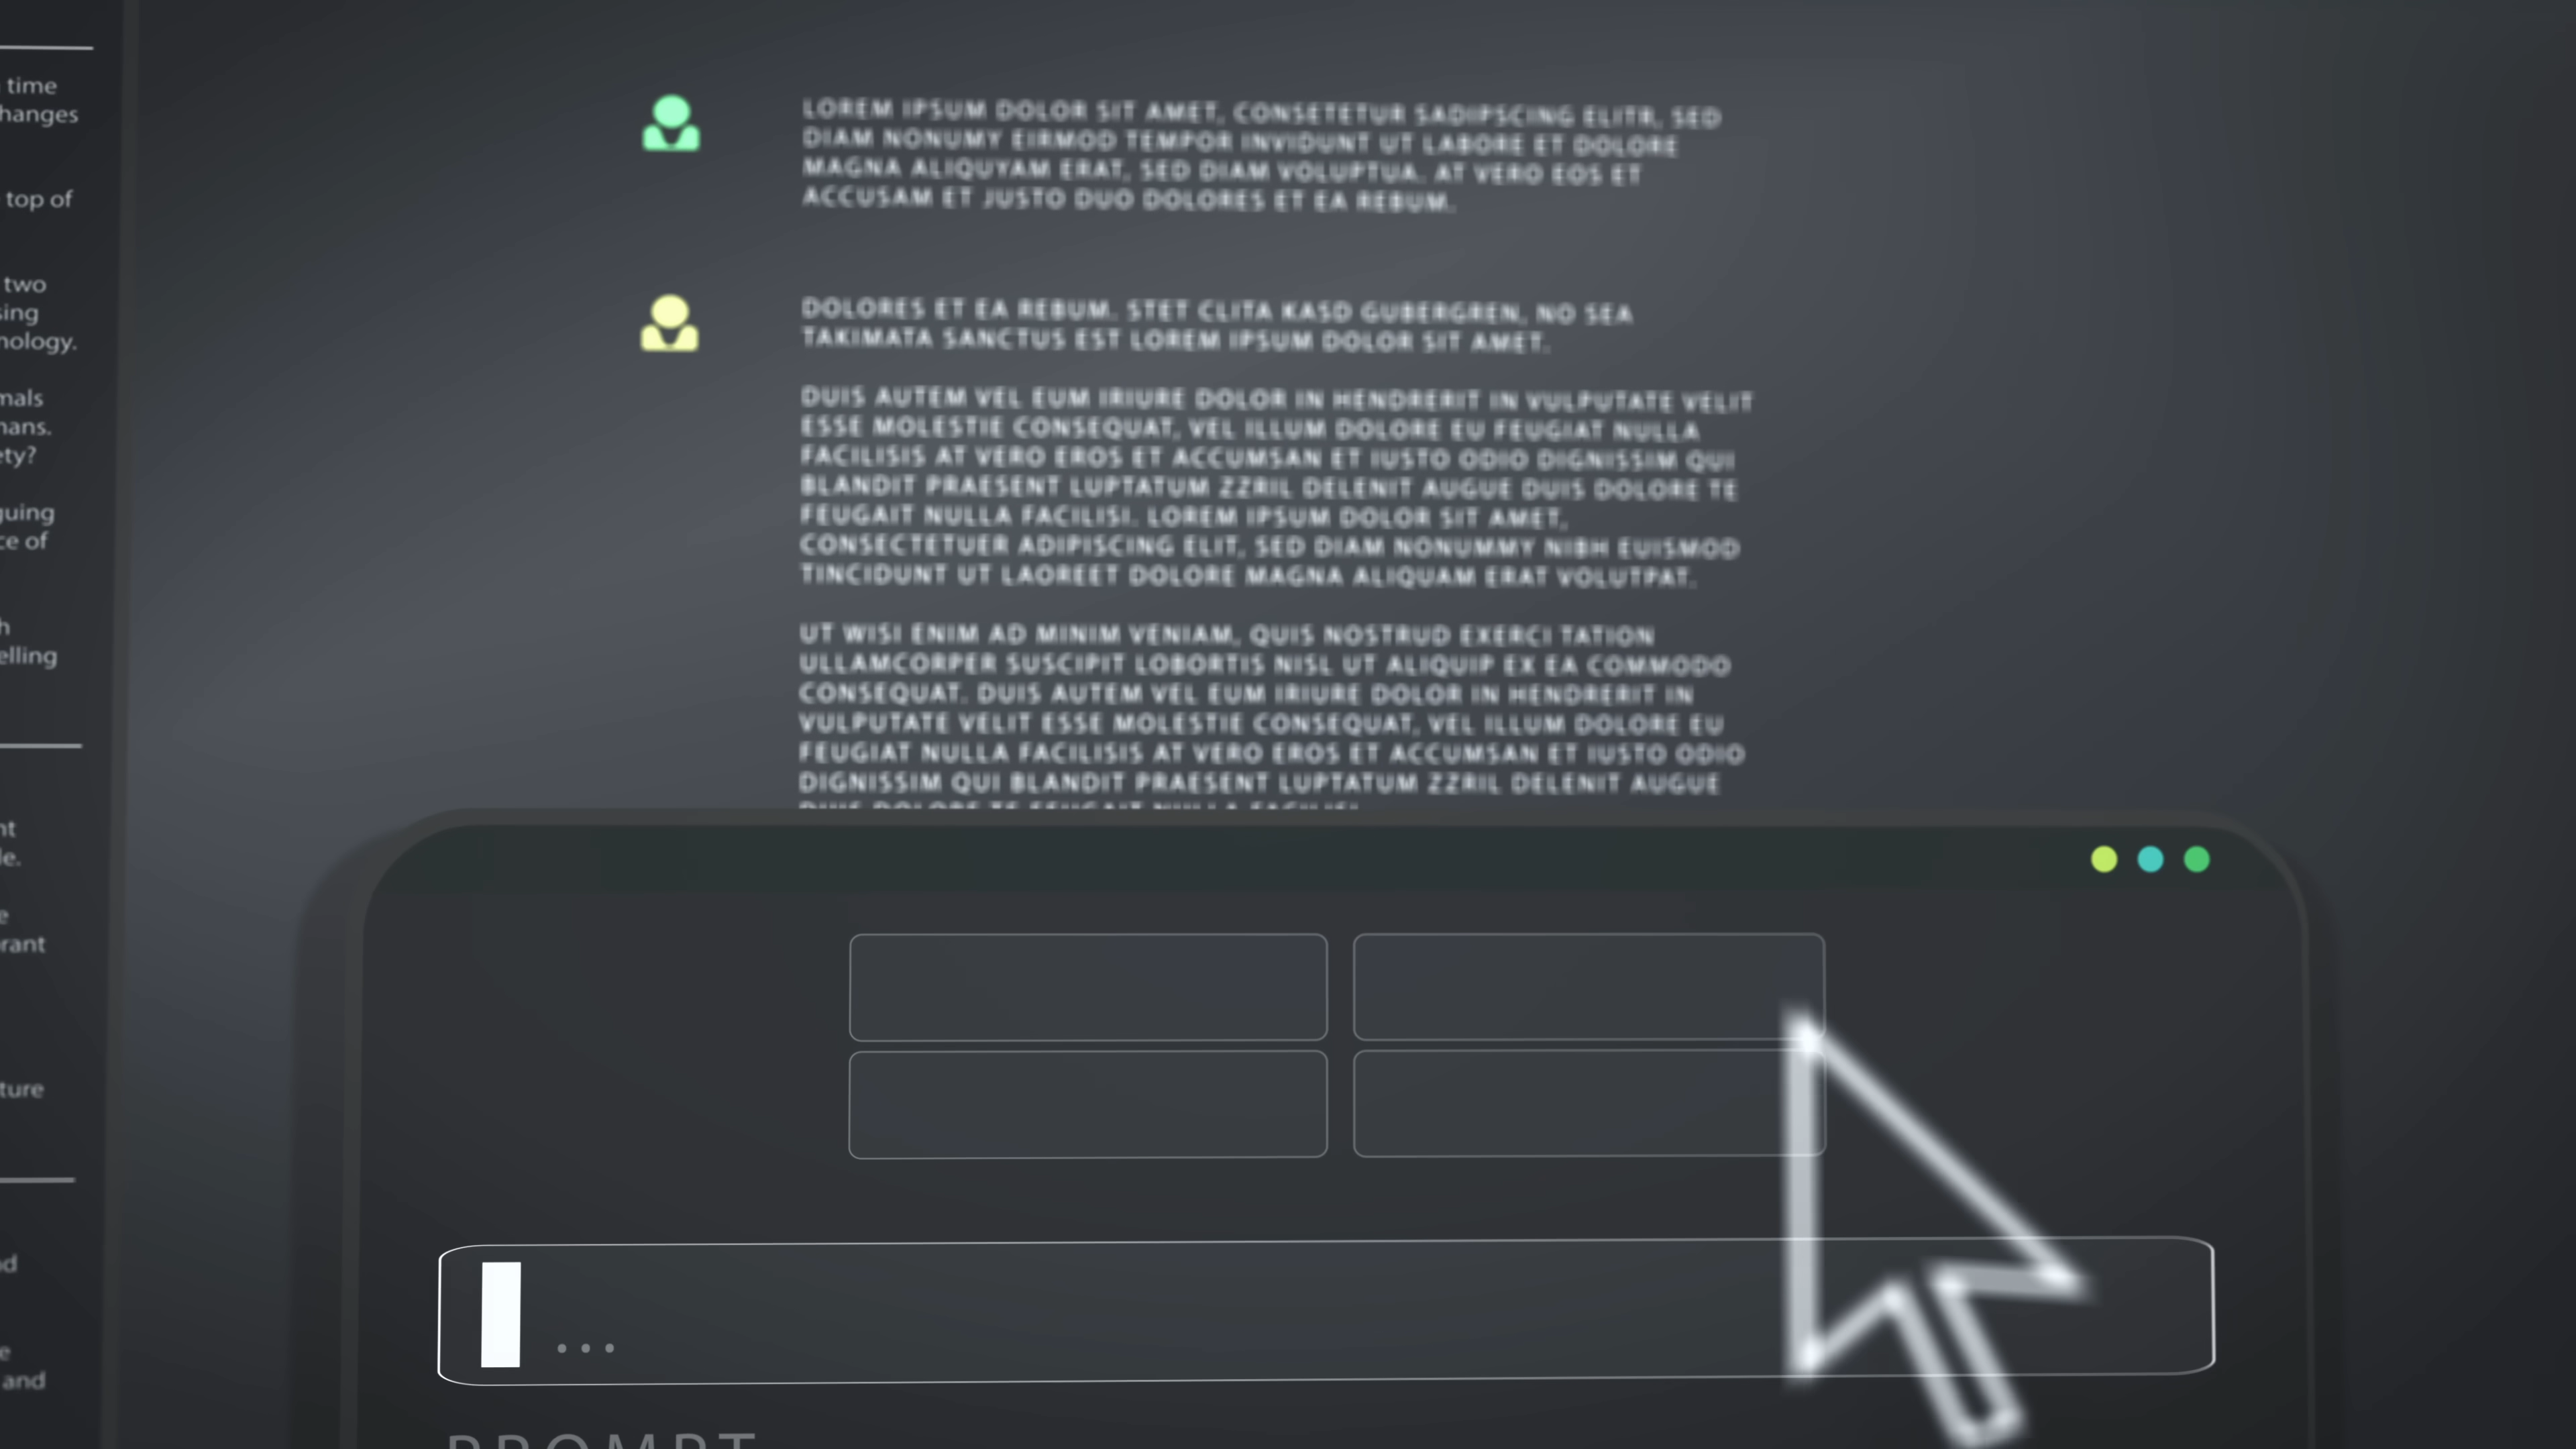 time
hanges
top of
two
sing
nology.
mals
nans.
ety?
guing
ce of
h
elling
nt
le.
e
rant
ture
nd
e
and
LOREM IPSUM DOLOR SIT AMET, CONSETETUR SADIPSCING ELITR, SED
DIAM NONUMY EIRMOD TEMPOR INVIDUNT UT LABORE ET DOLORE
MAGNA ALIQUYAM ERAT, SED DIAM VOLUPTUA. AT VERO EOS ET
ACCUSAM ET JUSTO DUO DOLORES ET EA REBUM.
DOLORES ET EA REBUM. STET CLITA KASD GUBERGREN, NO SEA
TAKIMATA SANCTUS EST LOREM IPSUM DOLOR SIT AMET.
DUIS AUTEM VEL EUM IRIURE DOLOR IN HENDRERIT IN VULPUTATE VELIT
ESSE MOLESTIE CONSEQUAT, VEL ILLUM DOLORE EU FEUGIAT NULLA
FACILISIS AT VERO EROS ET ACCUMSAN ET IUSTO ODIO DIGNISSIM QUI
BLANDIT PRAESENT LUPTATUM ZZRIL DELENIT AUGUE DUIS DOLORE TE
FEUGAIT NULLA FACILISI. LOREM IPSUM DOLOR SIT AMET,
CONSECTETUER ADIPISCING ELIT, SED DIAM NONUMMY NIBH EUISMOD
TINCIDUNT UT LAOREET DOLORE MAGNA ALIQUAM ERAT VOLUTPAT.
UT WISI ENIM AD MINIM VENIAM, QUIS NOSTRUD EXERCI TATION
ULLAMCORPER SUSCIPIT LOBORTIS NISL UT ALIQUIP EX EA COMMODO
CONSEQUAT. DUIS AUTEM VEL EUM IRIURE DOLOR IN HENDRERIT IN
VULPUTATE VELIT ESSE MOLESTIE CONSEQUAT, VEL ILLUM DOLORE EU
FEUGIAT NULLA FACILISIS AT VERO EROS ET ACCUMSAN ET IUSTO ODIO
DIGNISSIM QUI BLANDIT PRAESENT LUPTATUM ZZRIL DELENIT AUGUE
DUIS DOLORE TE FEUGAIT NULLA FACILISI.
...
PROMPT